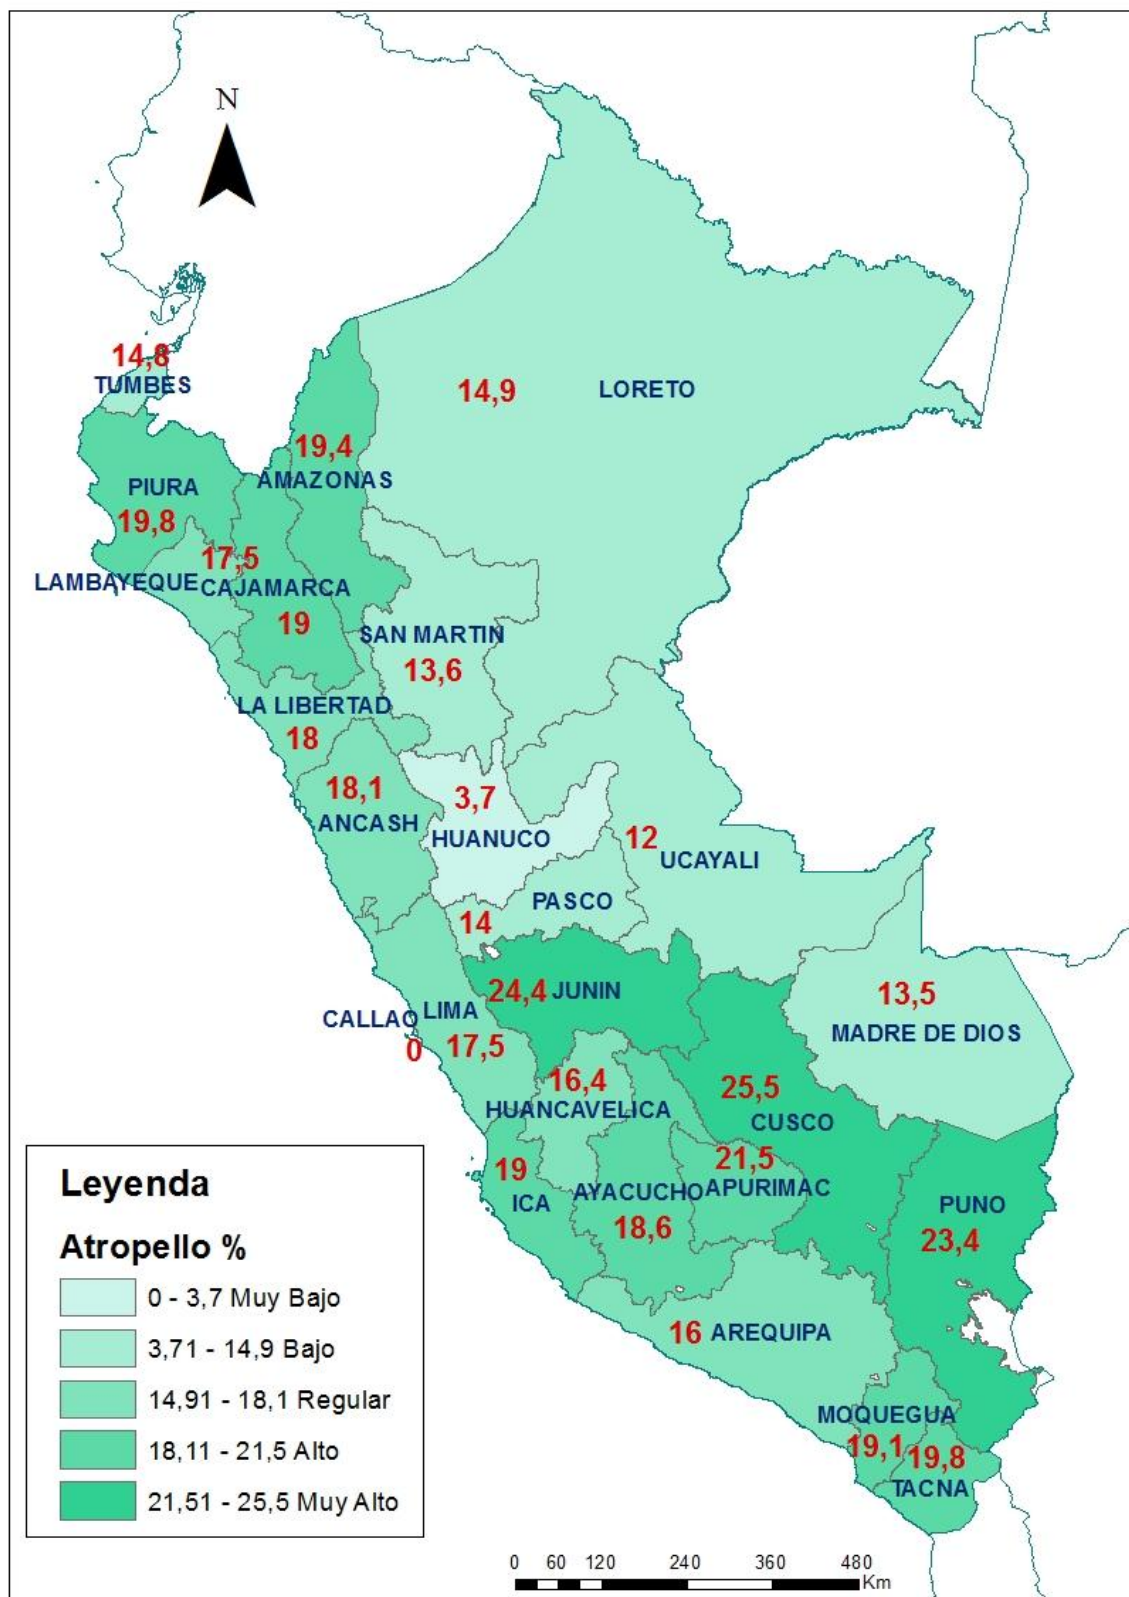 N
14,8
TUMBES
14,9 LORETO
19,4
AMAZONAS
PIURA
19,8
17,5
LAMBAYEQUE
CAJAMARCA
19
SAN MARTIN
13,6
LA LIBERTAD
18
18,1
ANCASH
3,7
HUANUCO
12
UCAYALI
PASCO
14
24,4 JUNIN
13,5
MADRE DE DIOS
CALLAO
0
LIMA
17,5
16,4
HUANCAVELICA
25,5
CUSCO
19
ICA
AYACUCHO
18,6
21,5
APURIMAC
PUNO
23,4
16 AREQUIPA
MOQUEGUA
19,1
19,8
TACNA
Leyenda
Atropello %
0 - 3,7 Muy Bajo
3,71 - 14,9 Bajo
14,91 - 18,1 Regular
18,11 - 21,5 Alto
21,51 - 25,5 Muy Alto
0 60 120 240 360 480
Km